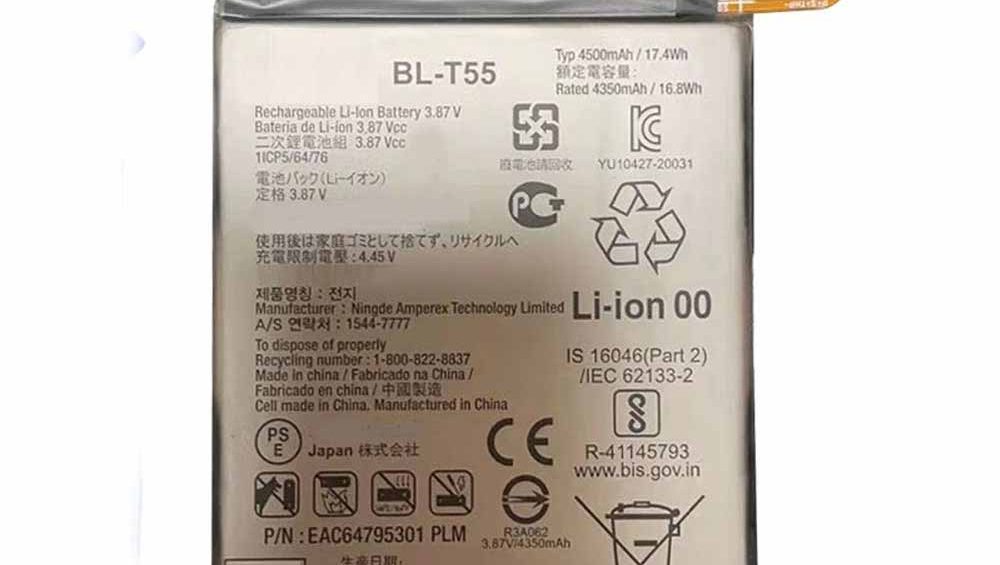 BL-T55
Typ 4500mAh / 17.4Wh
額定電容量:
Rated 4350mAh / 16.8Wh
Rechargeable Li-Ion Battery 3.87 V
Bateria de Li-íon 3,87 Vcc
二次鋰電池組 3.87 Vcc
1ICP5/64/76
電池パック(Li-イオン)
定格 3.87 V
廢電池請回收
YU10427-20031
PCT
使用後は家庭ゴミとして捨てず、リサイクルへ
充電限制電壓 : 4.45 V
제품명칭 : 전지
Manufacturer : Ningde Amperex Technology Limited
A/S 연락처 : 1544-7777
Li-ion 00
To dispose of properly
Recycling number : 1-800-822-8837
Made in china / Fabricado na China /
Fabricado en china / 中國製造
Cell made in China. Manufactured in China
IS 16046(Part 2)
/IEC 62133-2
R-41145793
www.bis.gov.in
PS
E
Japan 株式会社
CE
R3A062
3.87V/4350mAh
P/N : EAC64795301 PLM
生産日期: